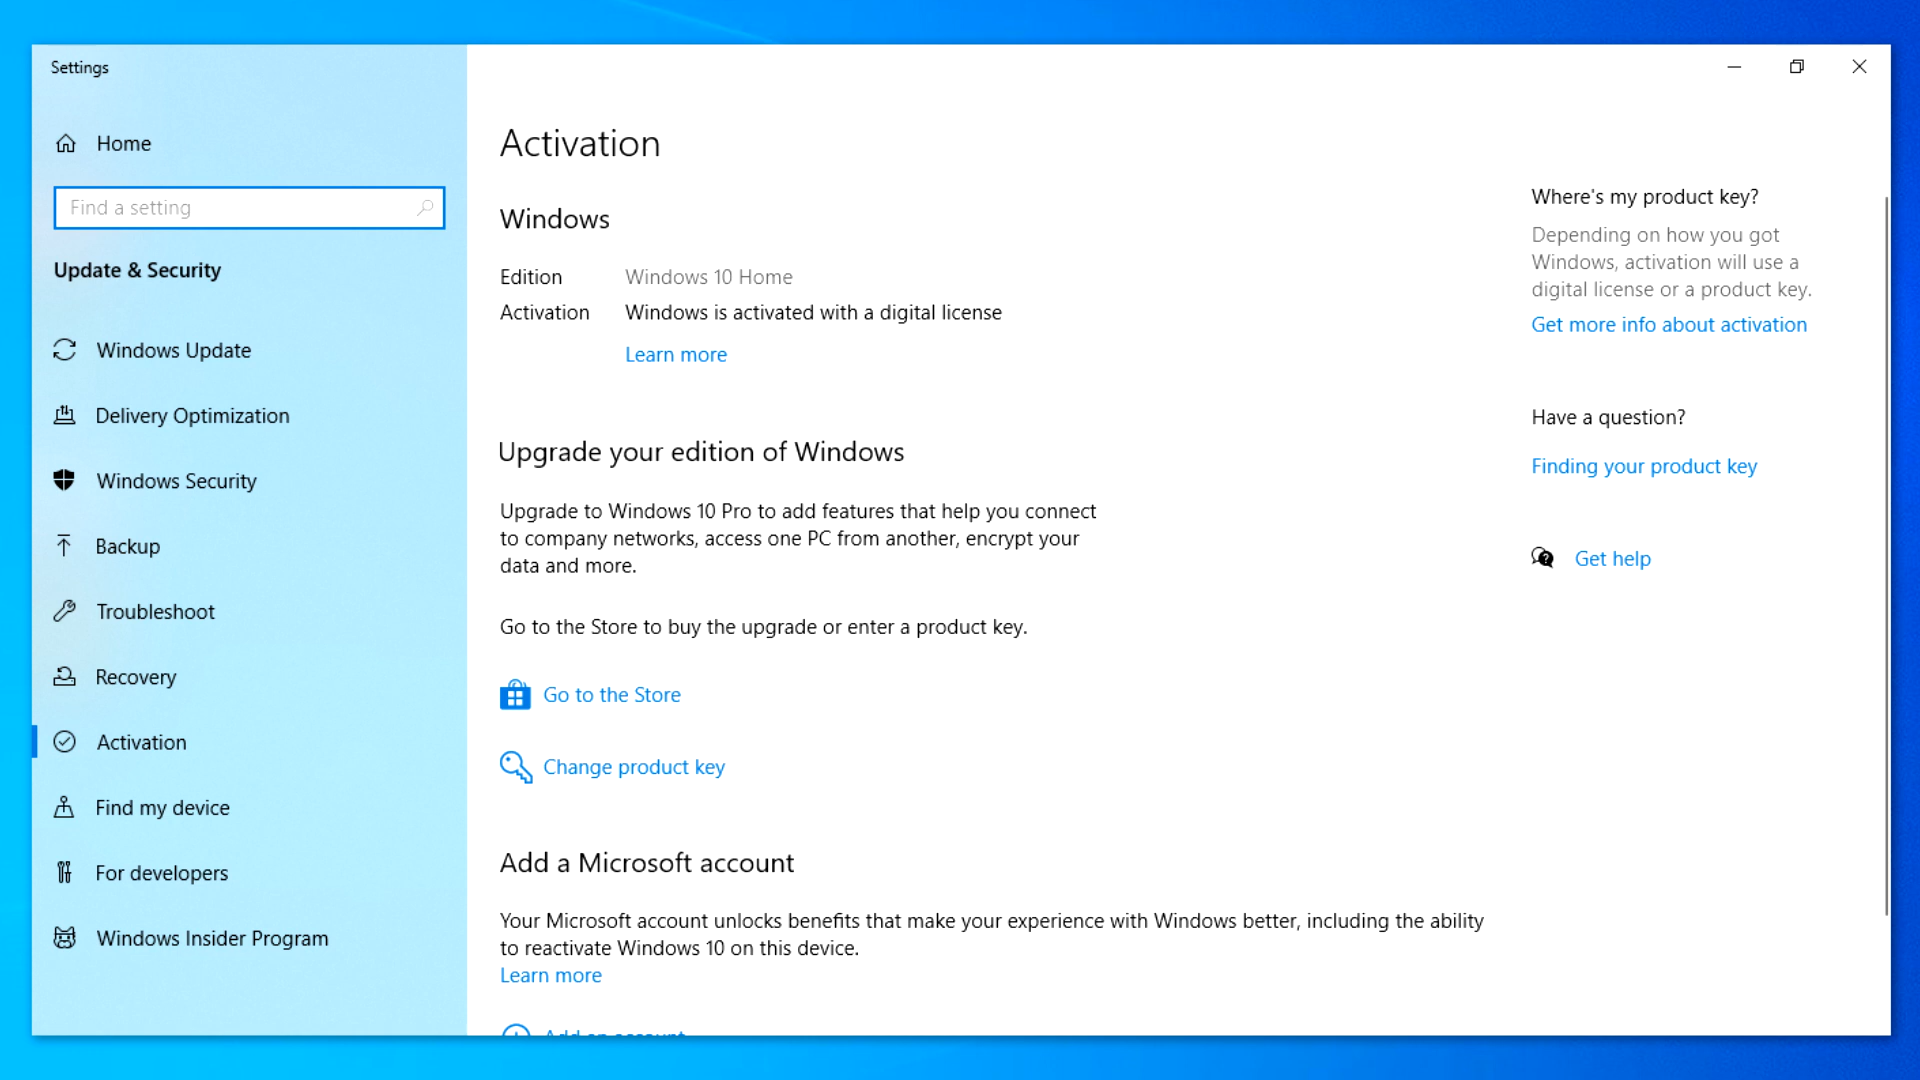 Settings
Home
Find a setting
Update & Security
Windows Update
Delivery Optimization
Windows Security
Backup
Troubleshoot
Recovery
Activation
Find my device
For developers
Windows Insider Program
Activation
Windows
Edition Windows 10 Home
Activation Windows is activated with a digital license
Learn more
Upgrade your edition of Windows
Upgrade to Windows 10 Pro to add features that help you connect
to company networks, access one PC from another, encrypt your
data and more.
Go to the Store to buy the upgrade or enter a product key.
Go to the Store
Change product key
Add a Microsoft account
Your Microsoft account unlocks benefits that make your experience with Windows better, including the ability
to reactivate Windows 10 on this device.
Learn more
Add an account
Where's my product key?
Depending on how you got
Windows, activation will use a
digital license or a product key.
Get more info about activation
Have a question?
Finding your product key
Get help